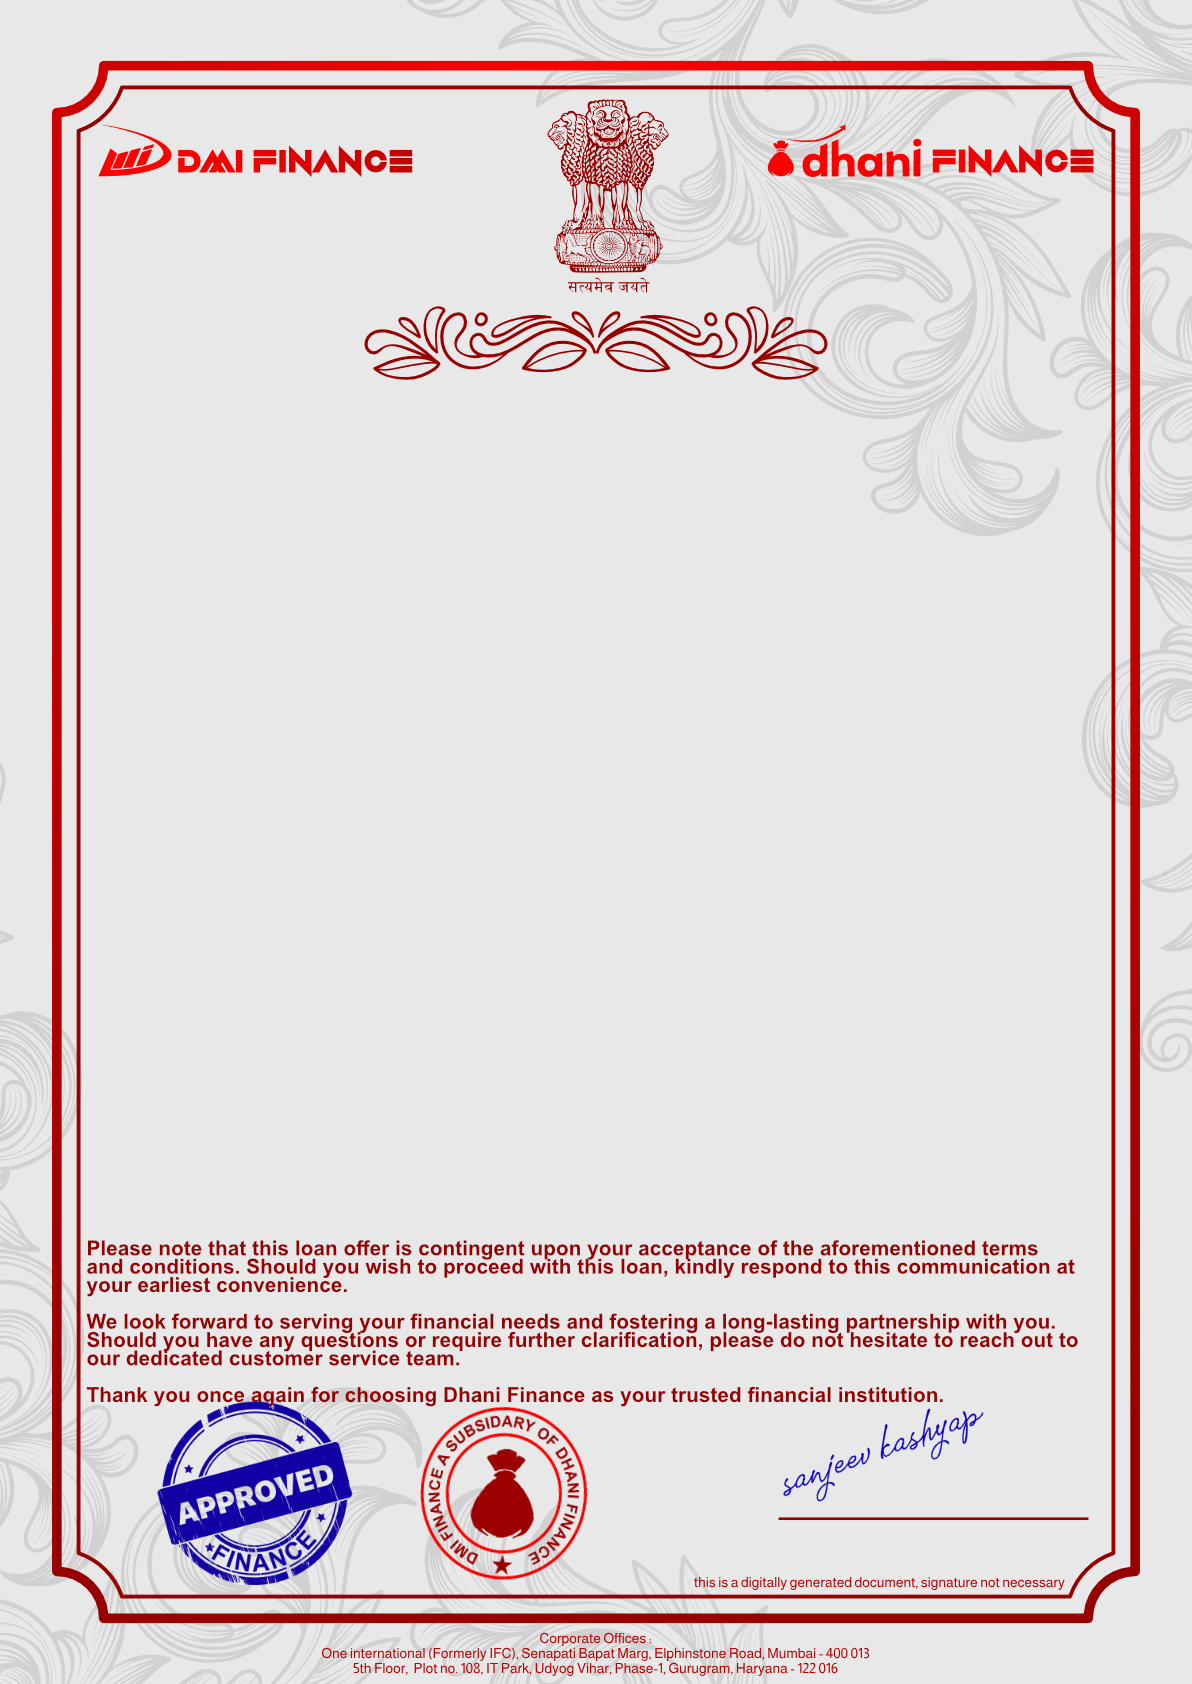 DMI FINANCE
dhani FINANCE
सत्यमेव जयते
Please note that this loan offer is contingent upon your acceptance of the aforementioned terms
and conditions. Should you wish to proceed with this loan, kindly respond to this communication at
your earliest convenience.
We look forward to serving your financial needs and fostering a long-lasting partnership with you.
Should you have any questions or require further clarification, please do not hesitate to reach out to
our dedicated customer service team.
Thank you once again for choosing Dhani Finance as your trusted financial institution.
APPROVED
FINANCE
DMI FINANCE A SUBSIDARY OF DHANI FINANCE
sanjeev kashyap
this is a digitally generated document, signature not necessary
Corporate Offices :
One international (Formerly IFC), Senapati Bapat Marg, Elphinstone Road, Mumbai - 400 013
5th Floor, Plot no. 108, IT Park, Udyog Vihar, Phase-1, Gurugram, Haryana - 122 016